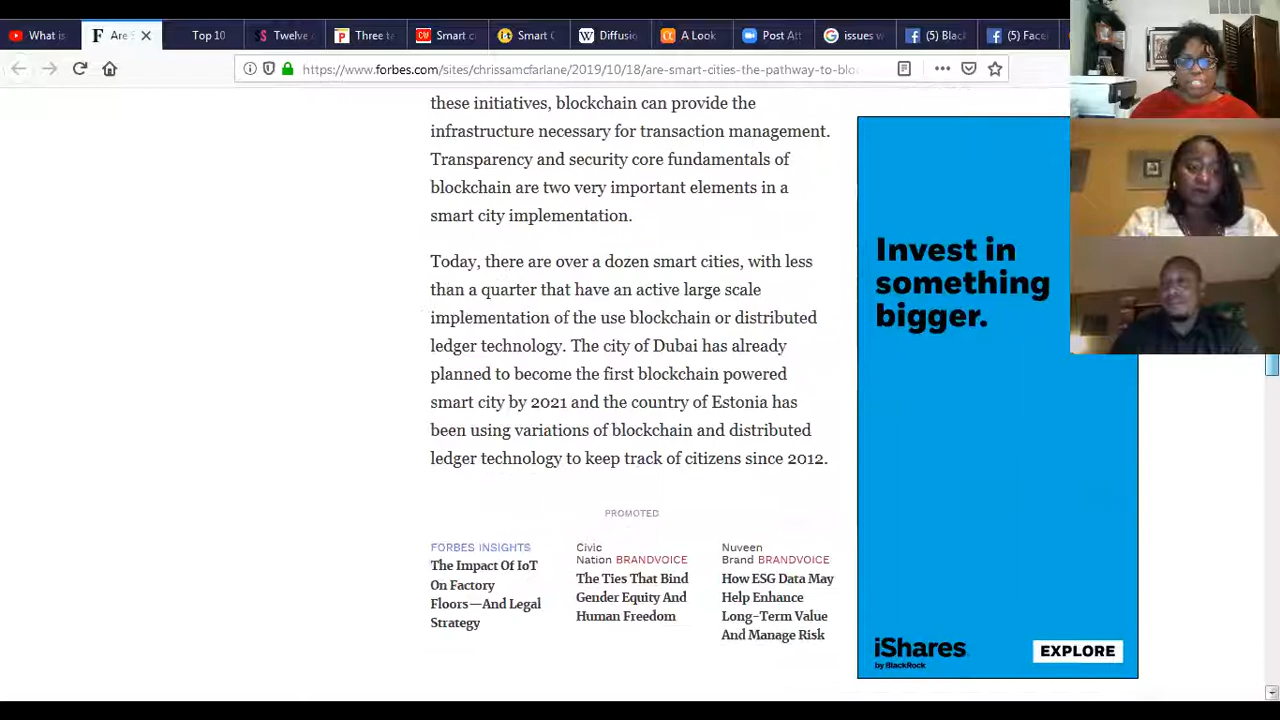 What is
F Are S
Top 10
Twelve
Three ta
Smart ci
Smart C
Diffusio
A Look
Post Att
issues w
(5) Blac
(5) Facel
https://www.forbes.com/sites/chrissamcfarlane/2019/10/18/are-smart-cities-the-pathway-to-blo
these initiatives, blockchain can provide the
infrastructure necessary for transaction management.
Transparency and security core fundamentals of
blockchain are two very important elements in a
smart city implementation.
Today, there are over a dozen smart cities, with less
than a quarter that have an active large scale
implementation of the use blockchain or distributed
ledger technology. The city of Dubai has already
planned to become the first blockchain powered
smart city by 2021 and the country of Estonia has
been using variations of blockchain and distributed
ledger technology to keep track of citizens since 2012.
PROMOTED
FORBES INSIGHTS
The Impact Of IoT
On Factory
Floors—And Legal
Strategy
Civic
Nation BRANDVOICE
The Ties That Bind
Gender Equity And
Human Freedom
Nuveen
Brand BRANDVOICE
How ESG Data May
Help Enhance
Long-Term Value
And Manage Risk
Invest in
something
bigger.
iShares
by BlackRock
EXPLORE